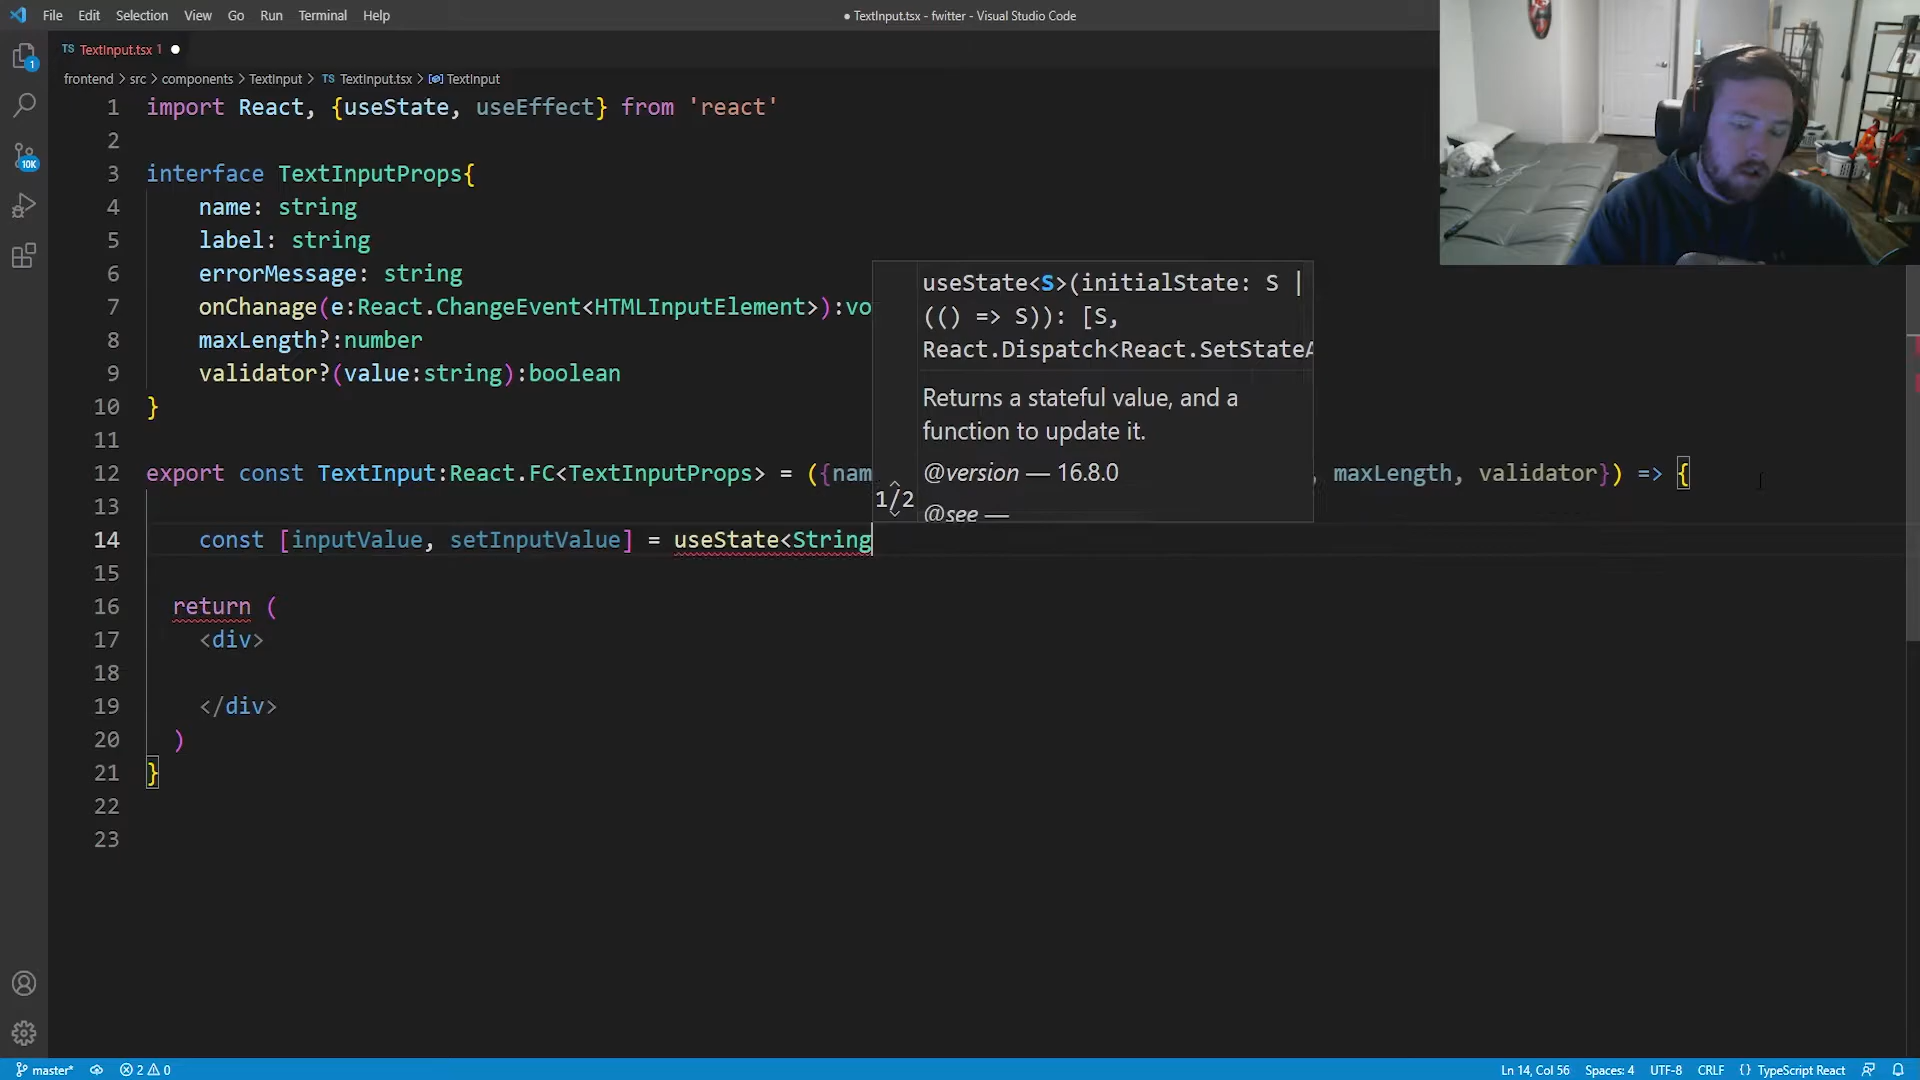 File Edit Selection View Go Run Terminal Help
● TextInput.tsx - fwitter - Visual Studio Code
TS TextInput.tsx 1 ●
frontend > src > components > TextInput > TS TextInput.tsx > TextInput
1 import React, {useState, useEffect} from 'react'
2
3 interface TextInputProps{
4 name: string
5 label: string
6 errorMessage: string
7 onChanage(e:React.ChangeEvent<HTMLInputElement>):vo
8 maxLength?:number
9 validator?(value:string):boolean
10 }
11
12 export const TextInput:React.FC<TextInputProps> = ({nam , maxLength, validator}) => {
13
14 const [inputValue, setInputValue] = useState<String
15
16 return (
17 <div>
18
19 </div>
20 )
21 }
22
23
useState<S>(initialState: S |
(() => S)): [S,
React.Dispatch<React.SetStateA
Returns a stateful value, and a
function to update it.
@version — 16.8.0
1/2
@see —
1
10K
master* 2 0 Ln 14, Col 56 Spaces: 4 UTF-8 CRLF {} TypeScript React